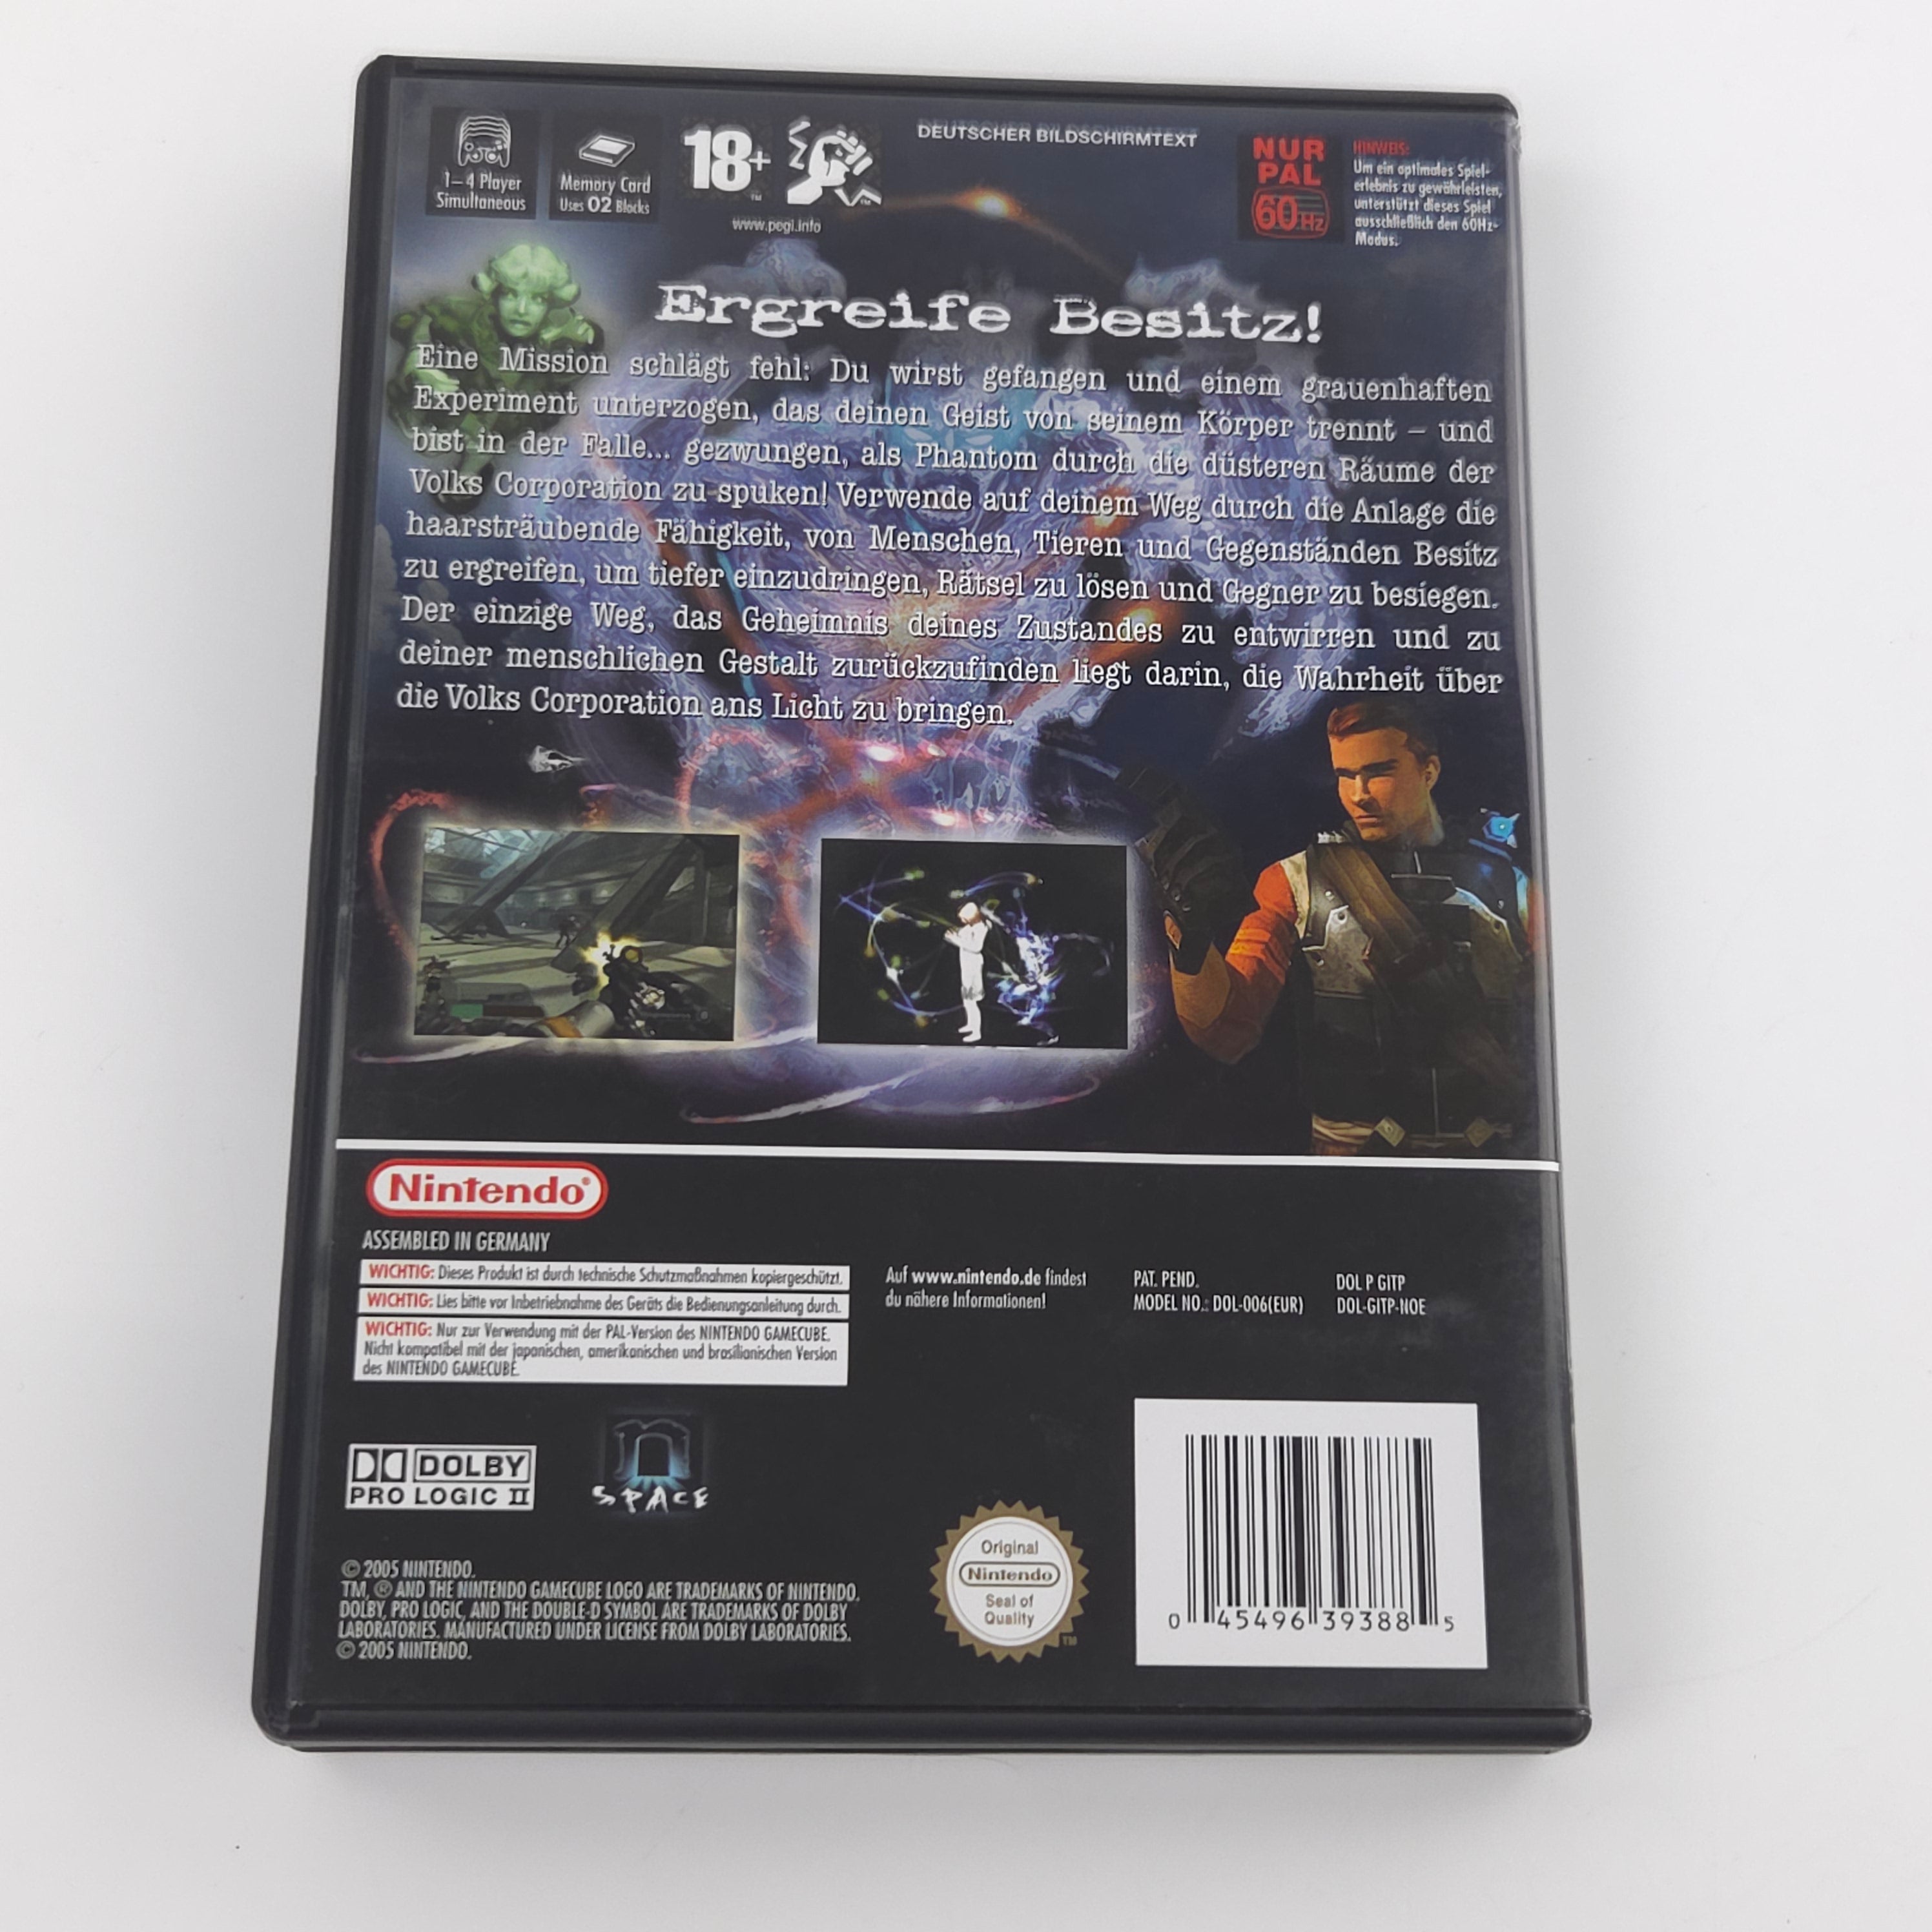 1–4 Player
Simultaneous
Memory Card
Uses 02 Blocks
18+
™
™
www.pegi.info
DEUTSCHER BILDSCHIRMTEXT
NUR
PAL
60Hz
HINWEIS:
Um ein optimales Spiel-
erlebnis zu gewährleisten,
unterstützt dieses Spiel
ausschließlich den 60Hz-
Modus.
Ergreife Besitz!
Eine Mission schlägt fehl: Du wirst gefangen und einem grauenhaften
Experiment unterzogen, das deinen Geist von seinem Körper trennt – und
bist in der Falle... gezwungen, als Phantom durch die düsteren Räume der
Volks Corporation zu spuken! Verwende auf deinem Weg durch die Anlage die
haarsträubende Fähigkeit, von Menschen, Tieren und Gegenständen Besitz
zu ergreifen, um tiefer einzudringen, Rätsel zu lösen und Gegner zu besiegen.
Der einzige Weg, das Geheimnis deines Zustandes zu entwirren und zu
deiner menschlichen Gestalt zurückzufinden liegt darin, die Wahrheit über
die Volks Corporation ans Licht zu bringen.
Nintendo®
ASSEMBLED IN GERMANY
WICHTIG: Dieses Produkt ist durch technische Schutzmaßnahmen kopiergeschützt.
WICHTIG: Lies bitte vor Inbetriebnahme des Geräts die Bedienungsanleitung durch.
WICHTIG: Nur zur Verwendung mit der PAL-Version des NINTENDO GAMECUBE.
Nicht kompatibel mit der japanischen, amerikanischen und brasilianischen Version
des NINTENDO GAMECUBE.
Auf www.nintendo.de findest
du nähere Informationen!
PAT. PEND.
MODEL NO.: DOL-006(EUR)
DOL P GITP
DOL-GITP-NOE
DOLBY
PRO LOGIC II
n
SPACE
© 2005 NINTENDO.
TM, ® AND THE NINTENDO GAMECUBE LOGO ARE TRADEMARKS OF NINTENDO.
DOLBY, PRO LOGIC, AND THE DOUBLE-D SYMBOL ARE TRADEMARKS OF DOLBY
LABORATORIES. MANUFACTURED UNDER LICENSE FROM DOLBY LABORATORIES.
© 2005 NINTENDO.
Original
Nintendo
Seal of
Quality
TM
0 45496 39388 5